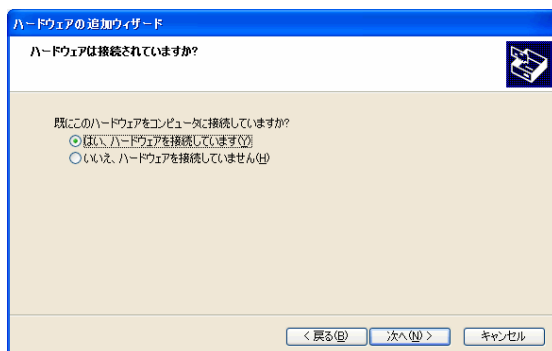 ハードウェアの追加ウィザード
ハードウェアは接続されていますか?
既にこのハードウェアをコンピュータに接続していますか?
はい、ハードウェアを接続しています(Y)
いいえ、ハードウェアを接続していません(H)
< 戻る(B)
次へ(N) >
キャンセル